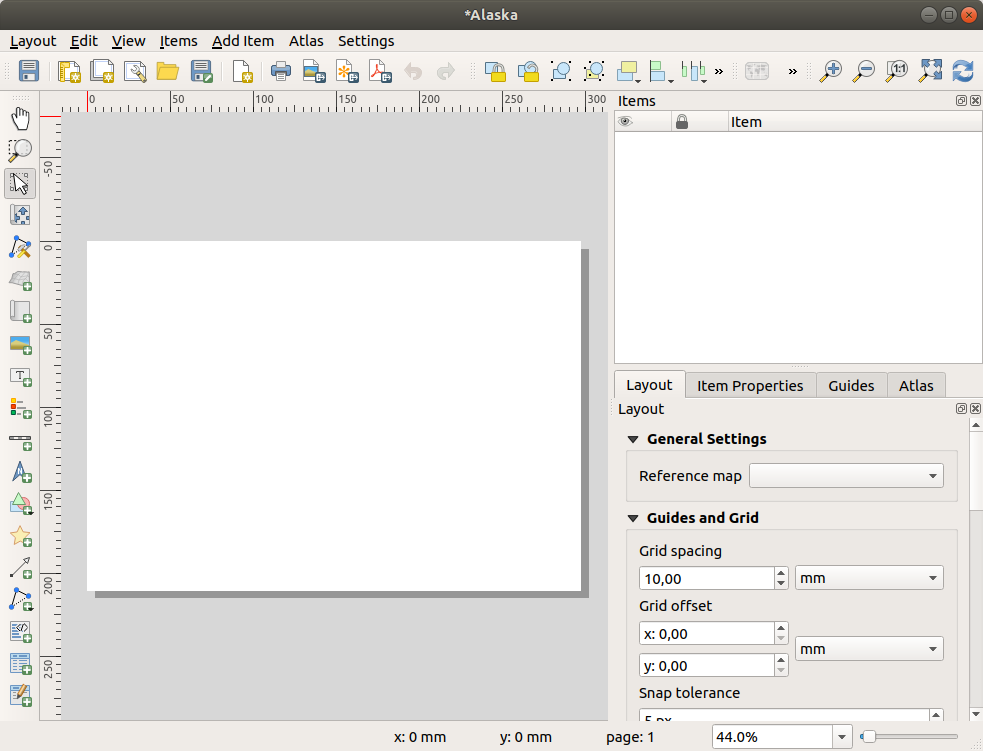 *Alaska
Layout Edit View Items Add Item Atlas Settings
1:1
0 50 100 150 200 250 300
-50
0
50
100
150
200
250
Items
Item
T
Layout Item Properties Guides Atlas
Layout
General Settings
Reference map
Guides and Grid
Grid spacing
10,00 mm
Grid offset
x: 0,00
mm
y: 0,00
Snap tolerance
5 px
x: 0 mm y: 0 mm page: 1 44.0%